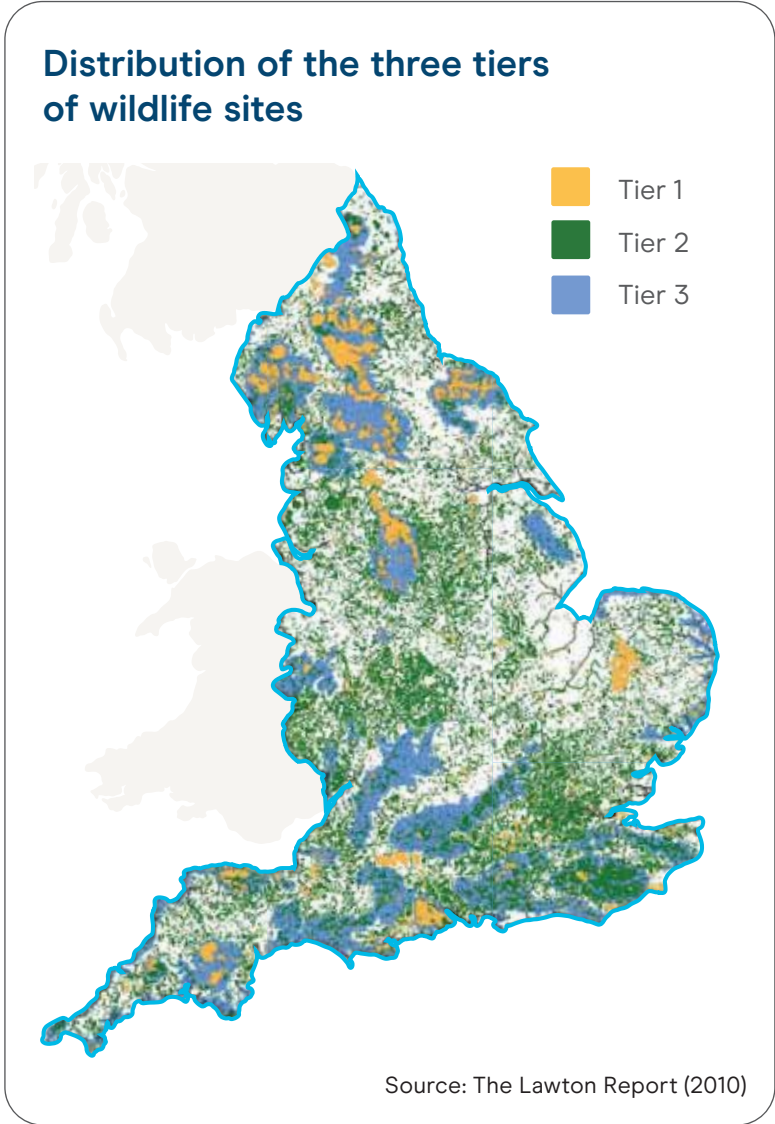 Distribution of the three tiers
of wildlife sites
Tier 1
Tier 2
Tier 3
Source: The Lawton Report (2010)